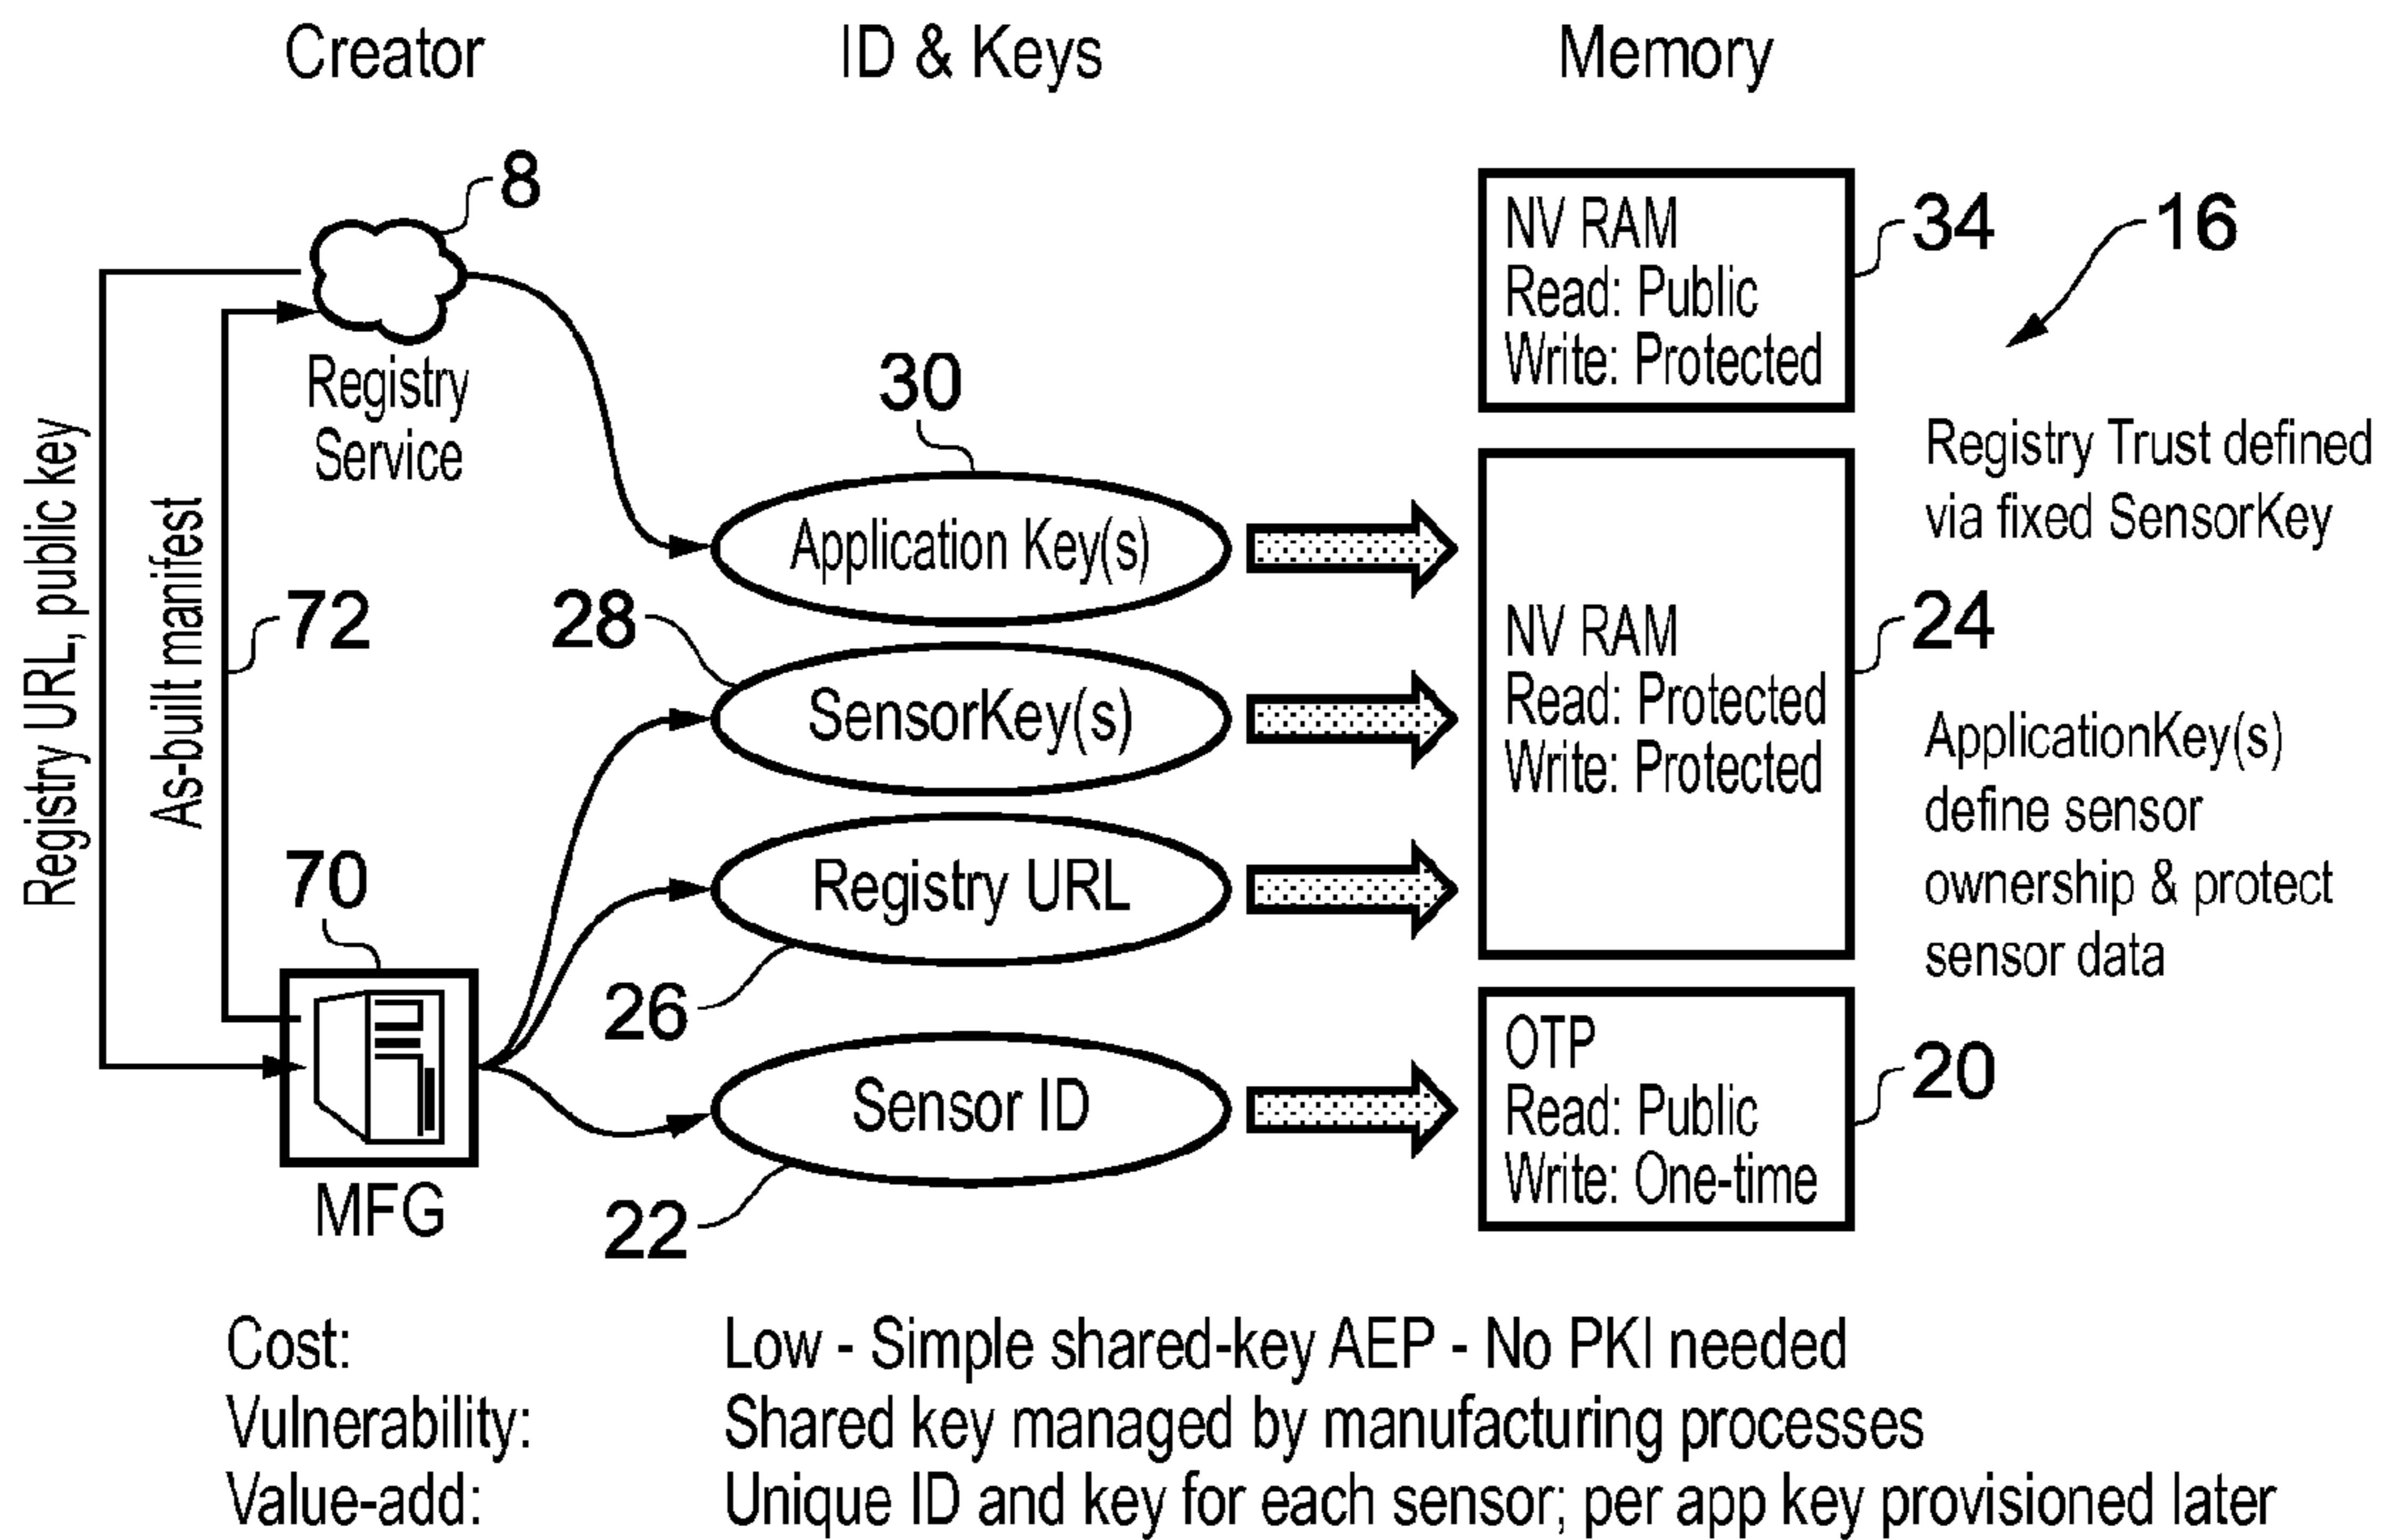 Creator
ID & Keys
Memory
8
Registry
Service
Registry URL, public key
As-built manifest
72
70
MFG
30
Application Key(s)
28
SensorKey(s)
Registry URL
26
Sensor ID
22
NV RAM
Read: Public
Write: Protected
34
16
NV RAM
Read: Protected
Write: Protected
24
OTP
Read: Public
Write: One-time
20
Registry Trust defined
via fixed SensorKey
ApplicationKey(s)
define sensor
ownership & protect
sensor data
Cost: Low - Simple shared-key AEP - No PKI needed
Vulnerability: Shared key managed by manufacturing processes
Value-add: Unique ID and key for each sensor; per app key provisioned later